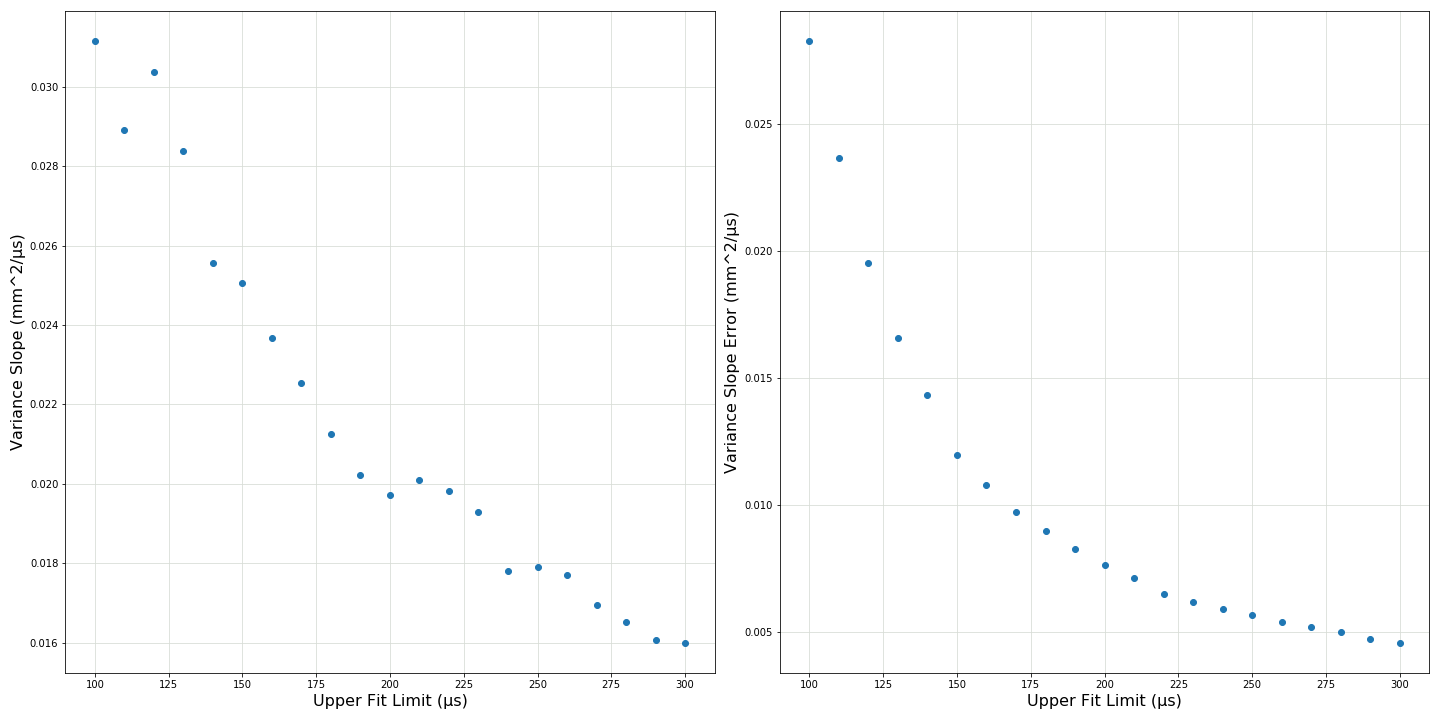 0.030
0.028
0.026
0.024
0.022
0.020
0.018
0.016
Variance Slope (mm^2/µs)
100 125 150 175 200 225 250 275 300
Upper Fit Limit (µs)
0.025
0.020
0.015
0.010
0.005
Variance Slope Error (mm^2/µs)
100 125 150 175 200 225 250 275 300
Upper Fit Limit (µs)